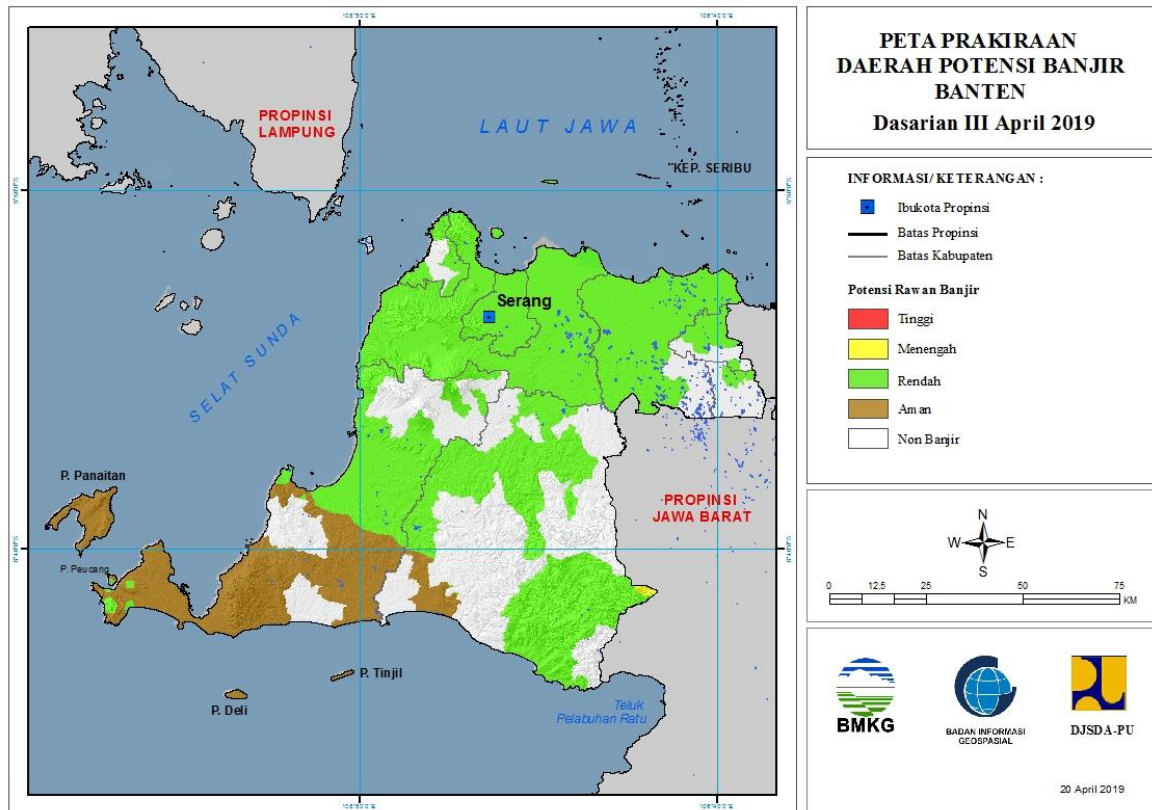 PETA PRAKIRAAN
DAERAH POTENSI BANJIR
BANTEN
Dasarian III April 2019
INFORMASI/ KETERANGAN :
Ibukota Propinsi
Batas Propinsi
Batas Kabupaten
Potensi Rawan Banjir
Tinggi
Menengah
Rendah
Aman
Non Banjir
N
W
E
S
0
12.5
25
50
75
KM
BMKG
BADAN INFORMASI
GEOSPASIAL
DJSDA-PU
20 April 2019
PROPINSI
LAMPUNG
LAUT JAWA
KEP. SERIBU
Serang
SELAT SUNDA
P. Panaitan
P. Peucang
PROPINSI
JAWA BARAT
P. Tinjil
P. Deli
Teluk
Pelabuhan Ratu